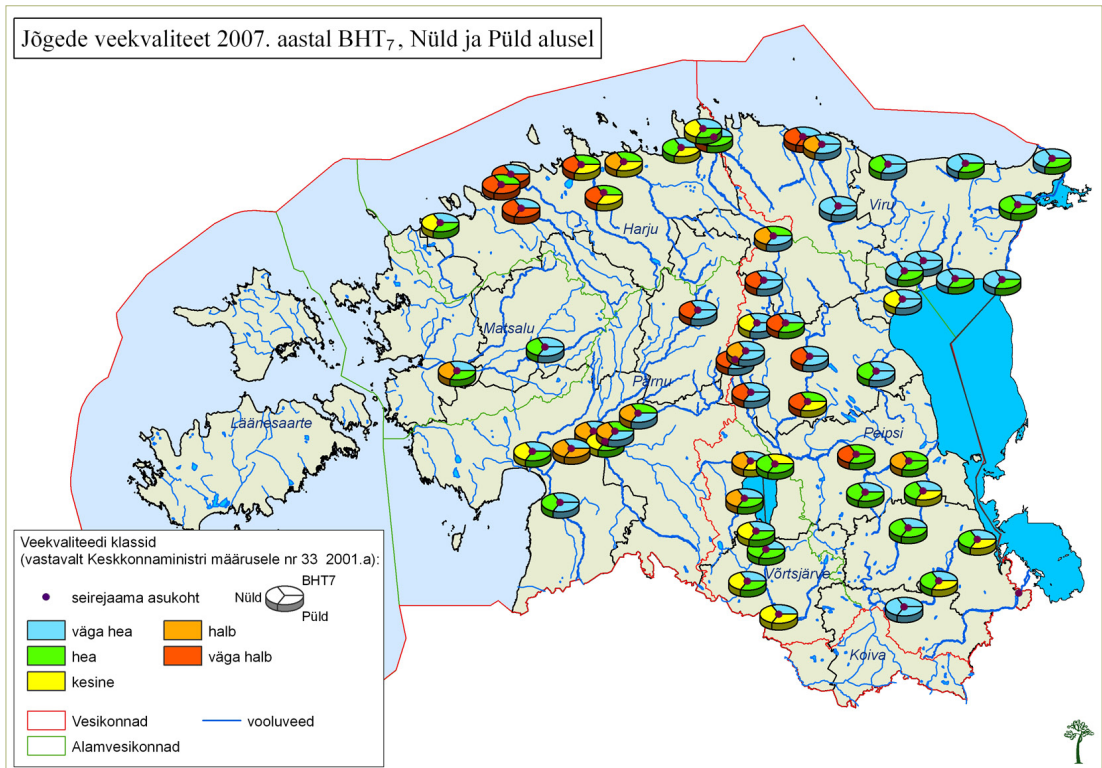 Jõgede veekvaliteet 2007. aastal BHT₇, Nüld ja Püld alusel
Viru
Harju
Matsalu
Pärnu
Läänesaarte
Peipsi
Võrtsjärve
Koiva
Veekvaliteedi klassid
(vastavalt Keskkonnaministri määrusele nr 33 2001.a):
seirejaama asukoht
Nüld
BHT7
Püld
väga hea
halb
hea
väga halb
kesine
Vesikonnad
vooluveed
Alamvesikonnad